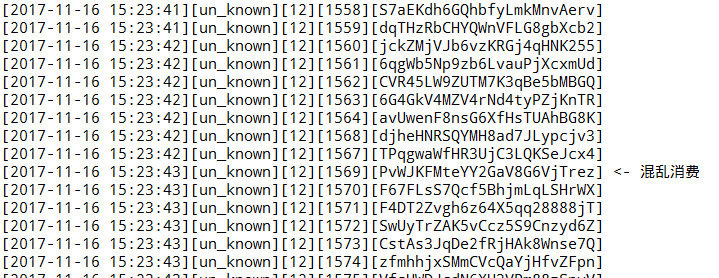 [2017-11-16 15:23:41][un_known][12][1558][S7aEKdh6GQhbfyLmkMnvAerv]
[2017-11-16 15:23:41][un_known][12][1559][dqTHzRbCHYQWnVFLG8gbXcb2]
[2017-11-16 15:23:42][un_known][12][1560][jckZMjVJb6vzKRGj4qHNK255]
[2017-11-16 15:23:42][un_known][12][1561][6qgWb5Np9zb6LvauPjXcxmUd]
[2017-11-16 15:23:42][un_known][12][1562][CVR45LW9ZUTM7K3qBe5bMBGQ]
[2017-11-16 15:23:42][un_known][12][1563][6G4GkV4MZV4rNd4tyPZjKnTR]
[2017-11-16 15:23:42][un_known][12][1564][avUwenF8nsG6XfHsTUAhBG8K]
[2017-11-16 15:23:42][un_known][12][1568][djheHNRSQYMH8ad7JLypcjv3]
[2017-11-16 15:23:42][un_known][12][1567][TPqgwaWfHR3UjC3LQKSeJcx4]
[2017-11-16 15:23:43][un_known][12][1569][PvWJKFMteYY2GaV8G6VjTrez] <- 混乱消费
[2017-11-16 15:23:43][un_known][12][1570][F67FLsS7Qcf5BhjmLqLSHrWX]
[2017-11-16 15:23:43][un_known][12][1571][F4DT2Zvgh6z64X5qq28888jT]
[2017-11-16 15:23:43][un_known][12][1572][SwUyTrZAK5vCcz5S9Cnzyd6Z]
[2017-11-16 15:23:43][un_known][12][1573][CstAs3JqDe2fRjHAk8Wnse7Q]
[2017-11-16 15:23:43][un_known][12][1574][zfmhhjxSMmCVcQaYjHfvZFpn]